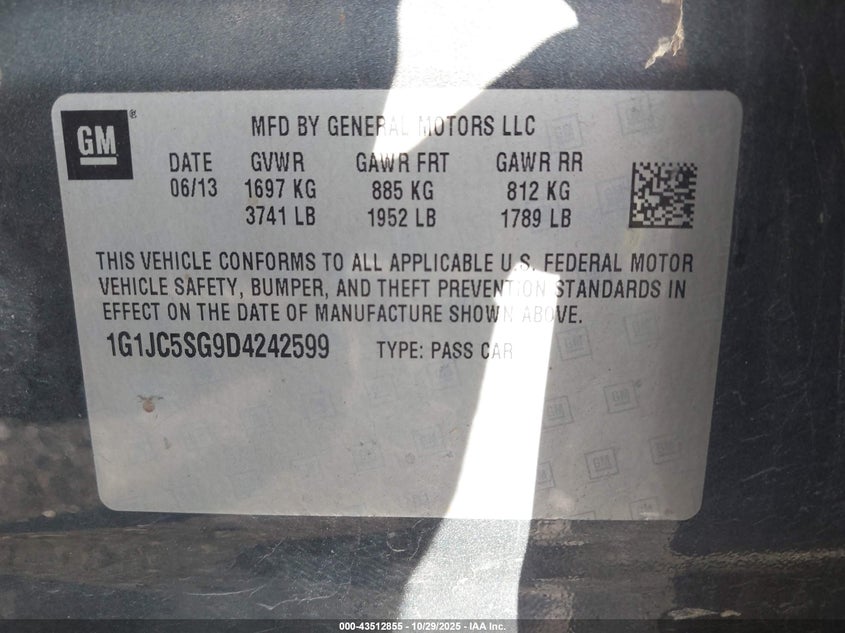 GM ®
MFD BY GENERAL MOTORS LLC
DATE GVWR GAWR FRT GAWR RR
06/13 1697 KG 885 KG 812 KG
3741 LB 1952 LB 1789 LB
THIS VEHICLE CONFORMS TO ALL APPLICABLE U.S. FEDERAL MOTOR
VEHICLE SAFETY, BUMPER, AND THEFT PREVENTION STANDARDS IN
EFFECT ON THE DATE OF MANUFACTURE SHOWN ABOVE.
1G1JC5SG9D4242599 TYPE: PASS CAR
000-43512855 - 10/29/2025 - IAA Inc.